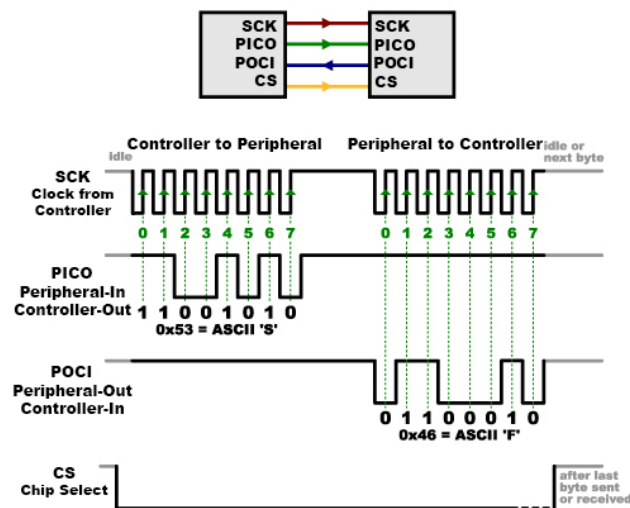 SCK SCK
PICO PICO
POCI POCI
CS CS
Controller to Peripheral Peripheral to Controller
idle idle or
next byte
SCK
Clock from
Controller
0 1 2 3 4 5 6 7 0 1 2 3 4 5 6 7
PICO
Peripheral-In
Controller-Out
1 1 0 0 1 0 1 0
0x53 = ASCII 'S'
POCI
Peripheral-Out
Controller-In
0 1 1 0 0 0 1 0
0x46 = ASCII 'F'
CS
Chip Select
after last
byte sent
or received